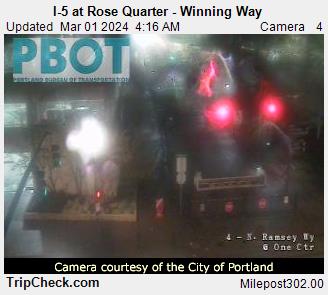 I-5 at Rose Quarter - Winning Way
Updated Mar 01 2024 4:16 AM Camera 4
PBOT
PORTLAND BUREAU OF TRANSPORTATION
4 - N. Ramsey Wy
@ One Ctr
Camera courtesy of the City of Portland
TripCheck.com Milepost302.00